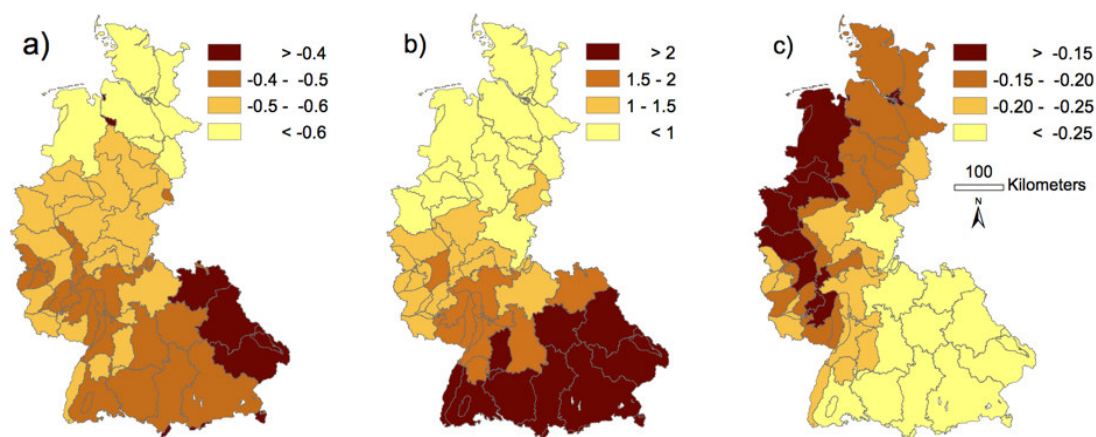 a)
> -0.4
-0.4 - -0.5
-0.5 - -0.6
< -0.6
b)
> 2
1.5 - 2
1 - 1.5
< 1
c)
> -0.15
-0.15 - -0.20
-0.20 - -0.25
< -0.25
100
Kilometers
N